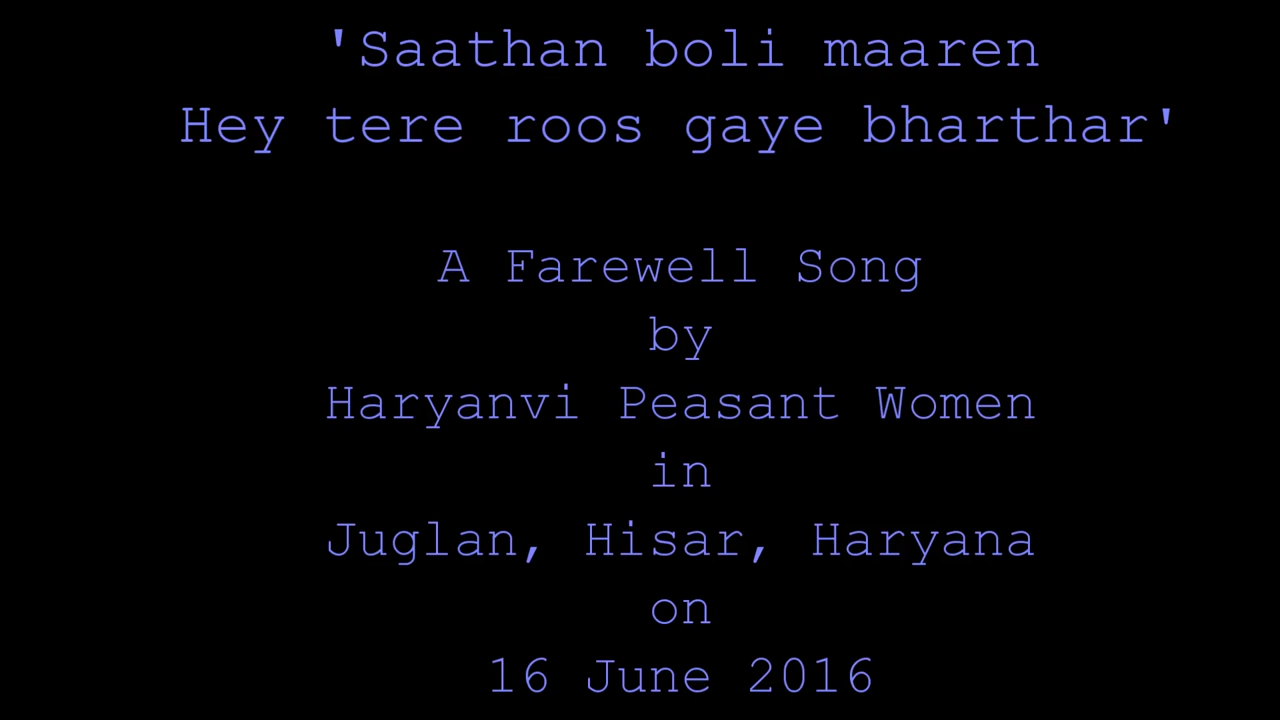 'Saathan boli maaren
Hey tere roos gaye bharthar'
A Farewell Song
by
Haryanvi Peasant Women
in
Juglan, Hisar, Haryana
on
16 June 2016